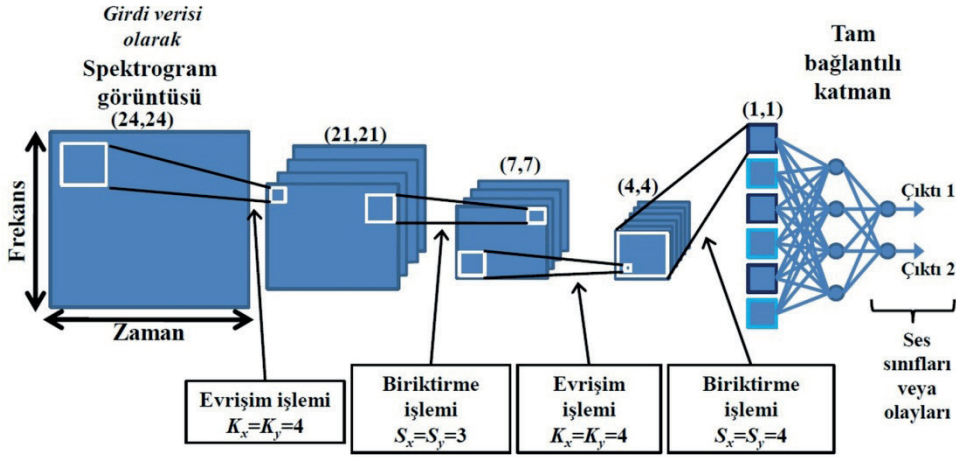 Girdi verisi
olarak
Spektrogram
görüntüsü
(24,24)
(21,21)
(7,7)
(4,4)
(1,1)
Tam
bağlantılı
katman
Frekans
Zaman
Çıktı 1
Çıktı 2
Ses
sınıfları
veya
olayları
Evrişim işlemi
Kx=Ky=4
Biriktirme
işlemi
Sx=Sy=3
Evrişim
işlemi
Kx=Ky=4
Biriktirme
işlemi
Sx=Sy=4